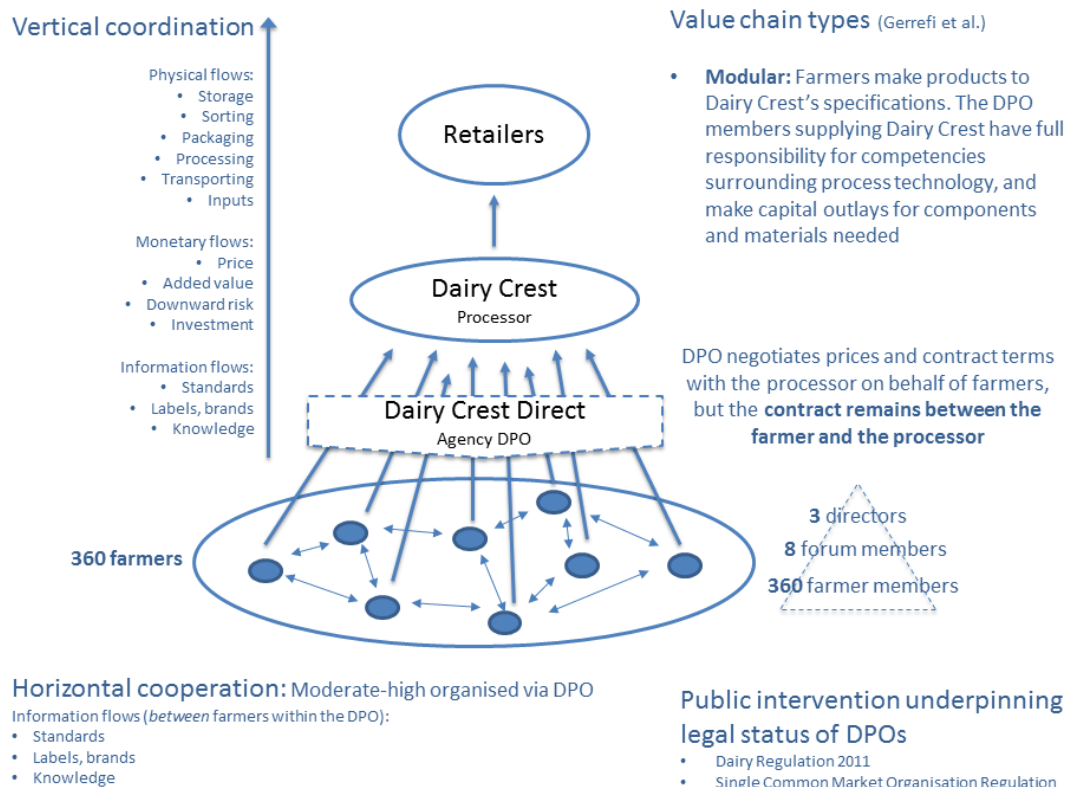 Vertical coordination
Physical flows:
• Storage
• Sorting
• Packaging
• Processing
• Transporting
• Inputs
Monetary flows:
• Price
• Added value
• Downward risk
• Investment
Information flows:
• Standards
• Labels, brands
• Knowledge
Retailers
Dairy Crest
Processor
Dairy Crest Direct
Agency DPO
360 farmers
Value chain types (Gerrefi et al.)
• Modular: Farmers make products to
Dairy Crest's specifications. The DPO
members supplying Dairy Crest have full
responsibility for competencies
surrounding process technology, and
make capital outlays for components
and materials needed
DPO negotiates prices and contract terms
with the processor on behalf of farmers,
but the contract remains between the
farmer and the processor
3 directors
8 forum members
360 farmer members
Horizontal cooperation: Moderate-high organised via DPO
Information flows (between farmers within the DPO):
• Standards
• Labels, brands
• Knowledge
Public intervention underpinning
legal status of DPOs
• Dairy Regulation 2011
• Single Common Market Organisation Regulation